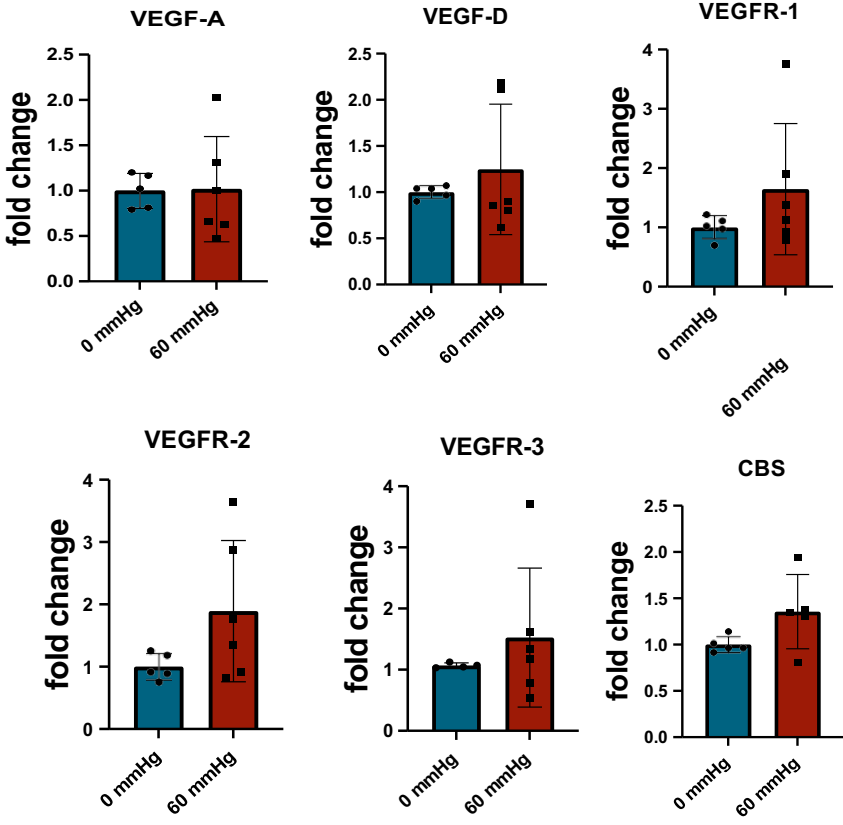 VEGF-A
fold change
2.5
2.0
1.5
1.0
0.5
0.0
0 mmHg
60 mmHg
VEGF-D
fold change
2.5
2.0
1.5
1.0
0.5
0.0
0 mmHg
60 mmHg
VEGFR-1
fold change
4
3
2
1
0
0 mmHg
60 mmHg
VEGFR-2
fold change
4
3
2
1
0
0 mmHg
60 mmHg
VEGFR-3
fold change
4
3
2
1
0
0 mmHg
60 mmHg
CBS
fold change
2.5
2.0
1.5
1.0
0.5
0.0
0 mmHg
60 mmHg